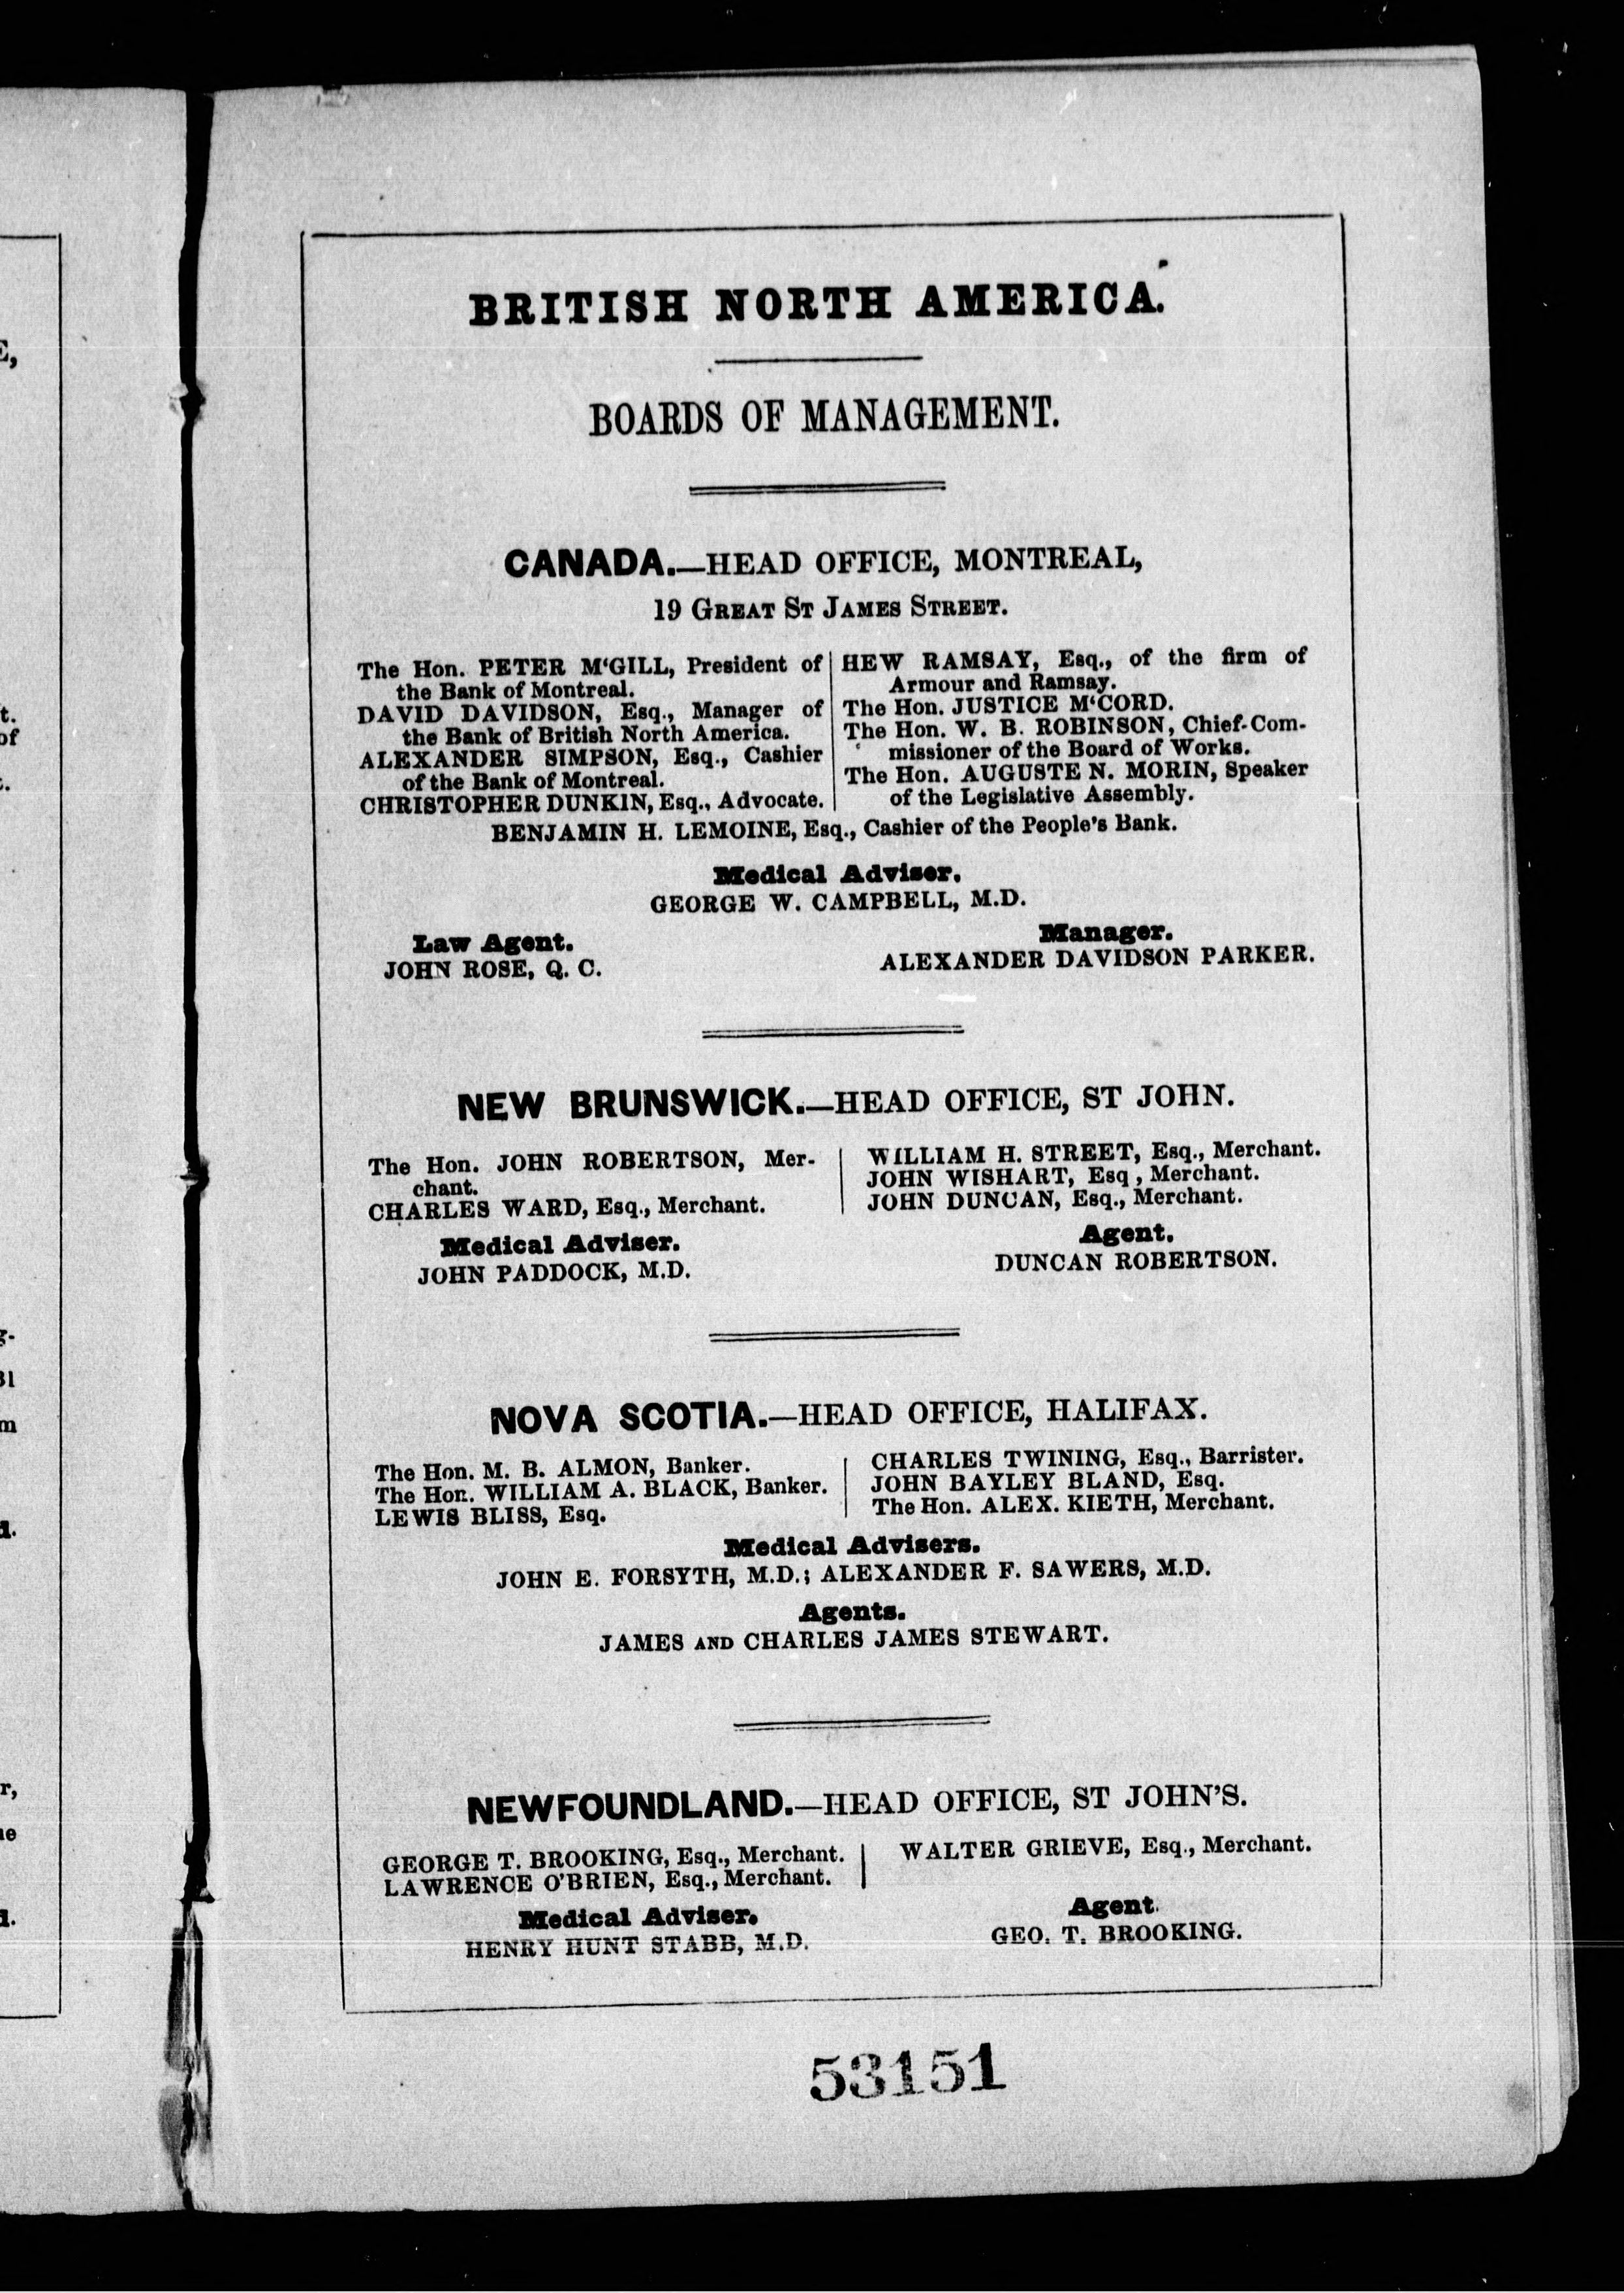 BRITISH NORTH AMERICA.
BOARDS OF MANAGEMENT.
CANADA.—HEAD OFFICE, MONTREAL,
19 GREAT ST JAMES STREET.
The Hon. PETER M‘GILL, President of
the Bank of Montreal.
DAVID DAVIDSON, Esq., Manager of
the Bank of British North America.
ALEXANDER SIMPSON, Esq., Cashier
of the Bank of Montreal.
CHRISTOPHER DUNKIN, Esq., Advocate.
HEW RAMSAY, Esq., of the firm of
Armour and Ramsay.
The Hon. JUSTICE M‘CORD.
The Hon. W. B. ROBINSON, Chief-Com-
missioner of the Board of Works.
The Hon. AUGUSTE N. MORIN, Speaker
of the Legislative Assembly.
BENJAMIN H. LEMOINE, Esq., Cashier of the People's Bank.
Medical Adviser.
GEORGE W. CAMPBELL, M.D.
Law Agent.
JOHN ROSE, Q. C.
Manager.
ALEXANDER DAVIDSON PARKER.
NEW BRUNSWICK.—HEAD OFFICE, ST JOHN.
The Hon. JOHN ROBERTSON, Mer-
chant.
CHARLES WARD, Esq., Merchant.
WILLIAM H. STREET, Esq., Merchant.
JOHN WISHART, Esq, Merchant.
JOHN DUNCAN, Esq., Merchant.
Medical Adviser.
JOHN PADDOCK, M.D.
Agent.
DUNCAN ROBERTSON.
NOVA SCOTIA.—HEAD OFFICE, HALIFAX.
The Hon. M. B. ALMON, Banker.
The Hon. WILLIAM A. BLACK, Banker.
LEWIS BLISS, Esq.
CHARLES TWINING, Esq., Barrister.
JOHN BAYLEY BLAND, Esq.
The Hon. ALEX. KIETH, Merchant.
Medical Advisers.
JOHN E. FORSYTH, M.D.; ALEXANDER F. SAWERS, M.D.
Agents.
JAMES AND CHARLES JAMES STEWART.
NEWFOUNDLAND.—HEAD OFFICE, ST JOHN'S.
GEORGE T. BROOKING, Esq., Merchant.
LAWRENCE O'BRIEN, Esq., Merchant.
WALTER GRIEVE, Esq., Merchant.
Medical Adviser.
HENRY HUNT STABB, M.D.
Agent.
GEO. T. BROOKING.
53151